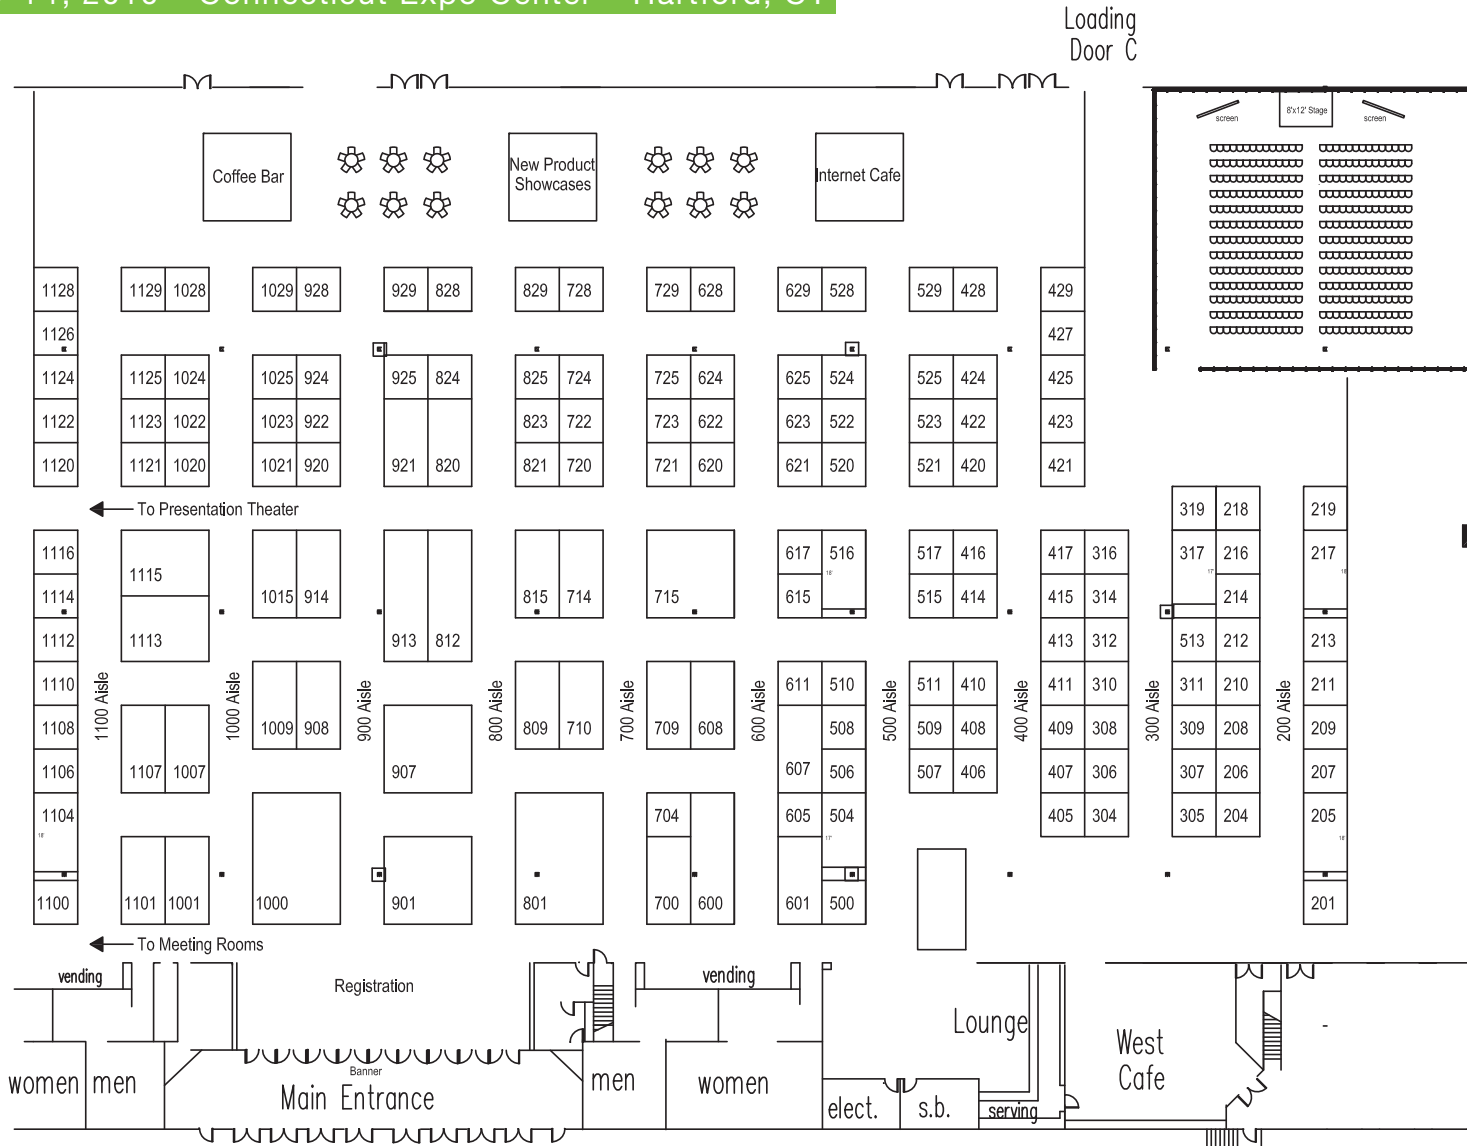 14, 2010 Connecticut Expo Center Hartford, CT
Loading
Door C
8'x12' Stage
screen
screen
Coffee Bar
New Product
Showcases
Internet Cafe
1128 1129 1028 1029 928 929 828 829 728 729 628 629 528 529 428 429
1126 427
1124 1125 1024 1025 924 925 824 825 724 725 624 625 524 525 424 425
1122 1123 1022 1023 922 823 722 723 622 623 522 523 422 423
1120 1121 1020 1021 920 921 820 821 720 721 620 621 520 521 420 421
To Presentation Theater
319 218 219
1116 617 516 517 416 417 316 317 216 217
1115
18' 17' 18'
1114 1015 914 815 714 715 615 515 414 415 314 214
1112 1113 913 812 413 312 513 212 213
1110 611 510 511 410 411 310 311 210 211
1100 Aisle 1000 Aisle 900 Aisle 800 Aisle 700 Aisle 600 Aisle 500 Aisle 400 Aisle 300 Aisle 200 Aisle
1108 1009 908 809 710 709 608 508 509 408 409 308 309 208 209
1106 1107 1007 907 607 506 507 406 407 306 307 206 207
1104 704 605 504 405 304 305 204 205
18' 17' 18'
1100 1101 1001 1000 901 801 700 600 601 500 201
To Meeting Rooms
vending
Registration
vending
Lounge
West
Cafe
Banner
women men
Main Entrance
men
women
elect.
s.b.
serving